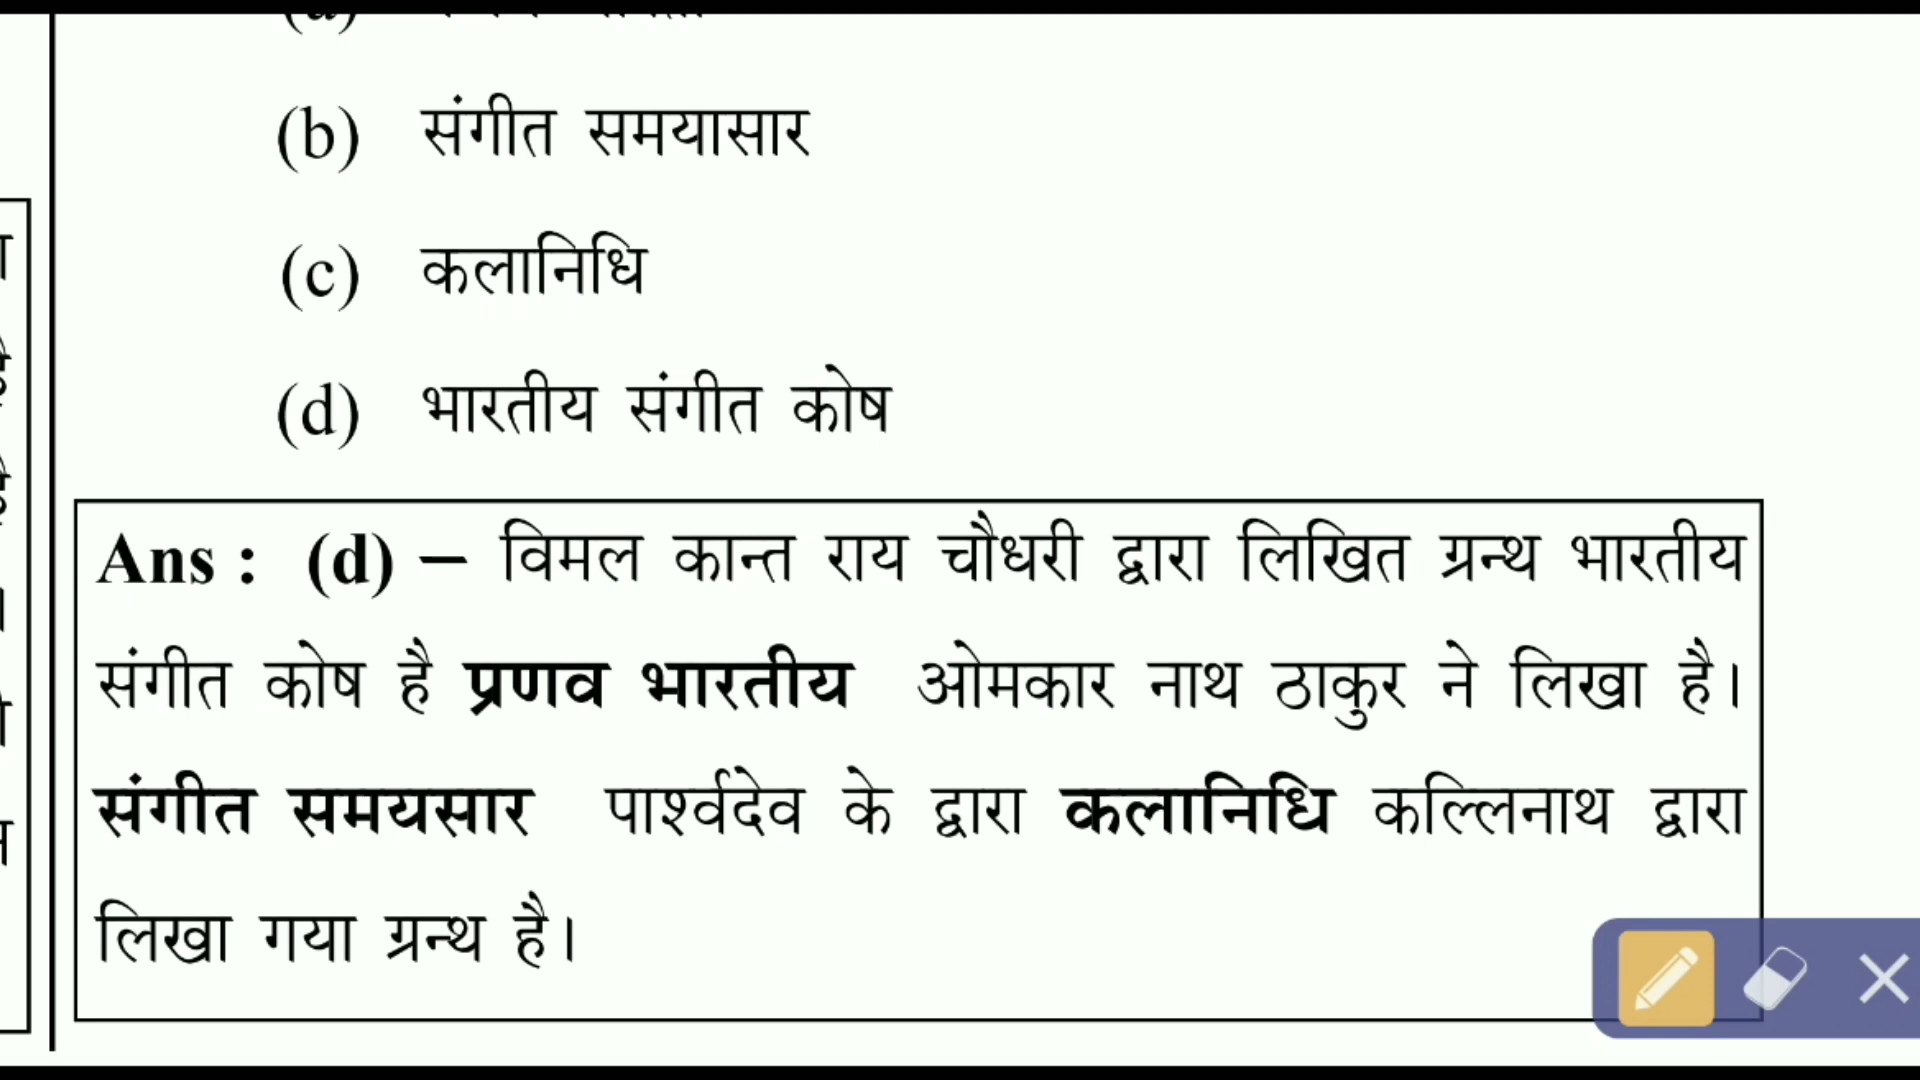 (b) संगीत समयासार
(c) कलानिधि
(d) भारतीय संगीत कोष
Ans : (d) – विमल कान्त राय चौधरी द्वारा लिखित ग्रन्थ भारतीय
संगीत कोष है प्रणव भारतीय ओमकार नाथ ठाकुर ने लिखा है।
संगीत समयसार पार्श्वदेव के द्वारा कलानिधि कल्लिनाथ द्वारा
लिखा गया ग्रन्थ है।